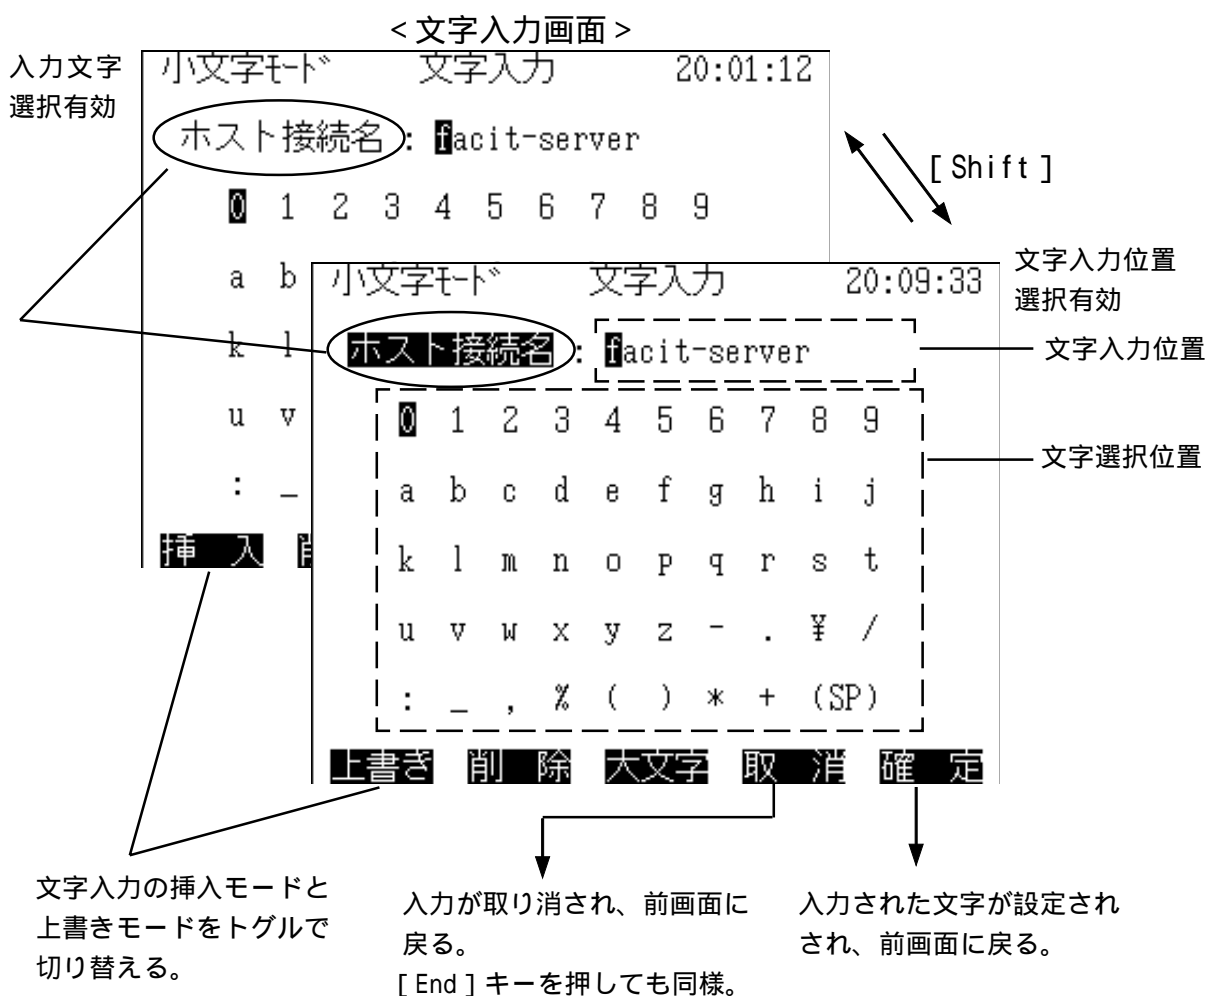 <文字入力画面>
入力文字
選択有効
小文字ﾓｰﾄﾞ 文字入力 20:01:12
ホスト接続名 : facit-server
0 1 2 3 4 5 6 7 8 9
a b
k l
u v
: _
挿 入
[Shift]
文字入力位置
選択有効
小文字ﾓｰﾄﾞ 文字入力 20:09:33
ホスト接続名 : facit-server
文字入力位置
0 1 2 3 4 5 6 7 8 9
文字選択位置
a b c d e f g h i j
k l m n o p q r s t
u v w x y z - . ¥ /
: _ , % ( ) * + (SP)
上書き 削 除 大文字 取 消 確 定
文字入力の挿入モードと
上書きモードをトグルで
切り替える。
入力が取り消され、前画面に
戻る。
[End]キーを押しても同様。
入力された文字が設定され
され、前画面に戻る。